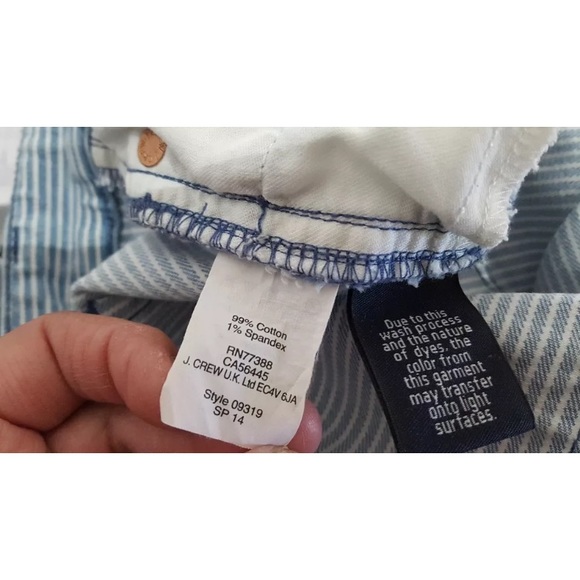 99% Cotton
1% Spandex
RN77388
CA56445
J. CREW U.K. Ltd EC4V 6JA
Style 09319
SP 14
Due to this
wash process
and the nature
of dyes, the
color from
this garment
may transfer
onto light
surfaces.